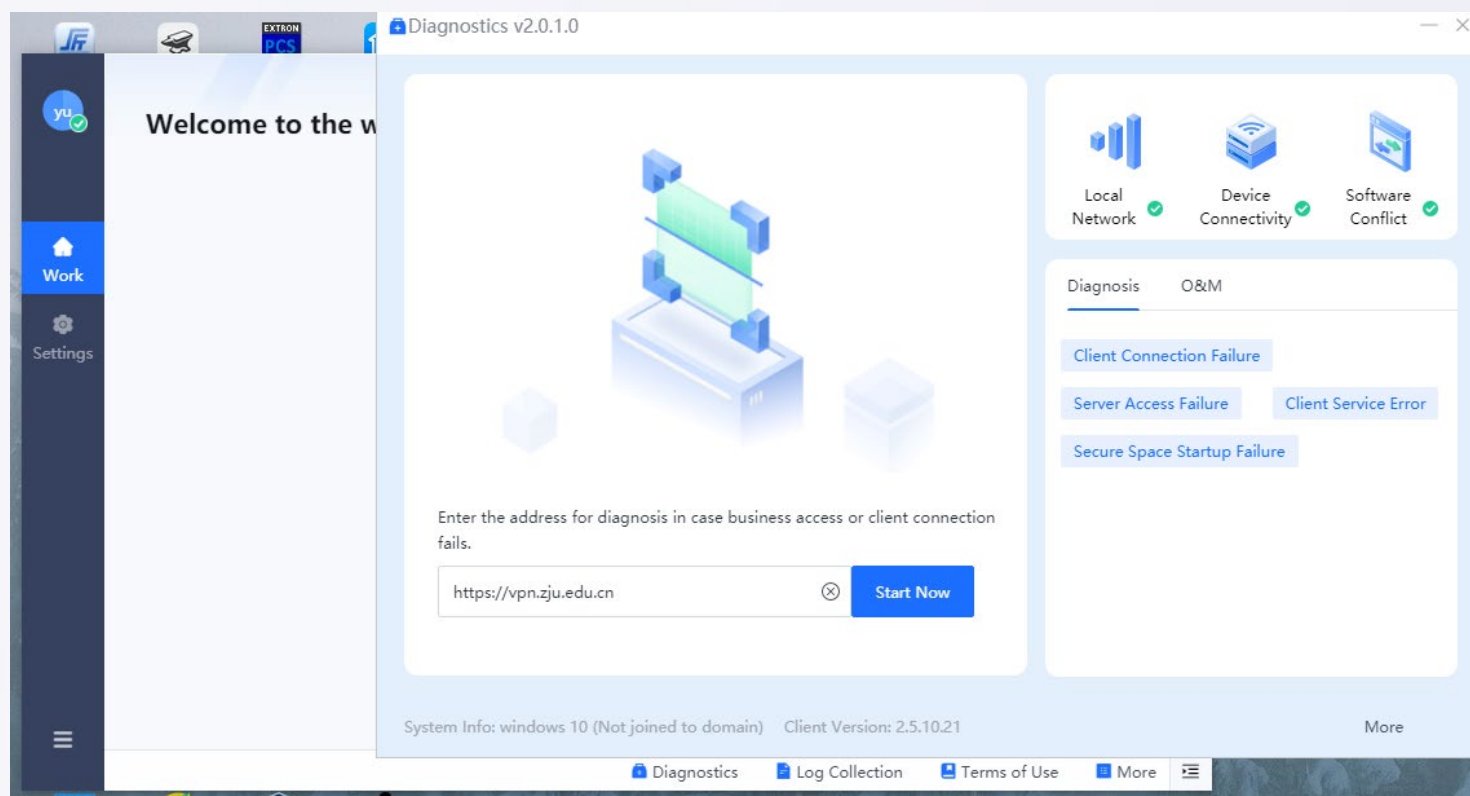 EXTRON
PCS
Diagnostics v2.0.1.0
yu
Welcome to the w
Work
Settings
Enter the address for diagnosis in case business access or client connection
fails.
https://vpn.zju.edu.cn
Start Now
Local
Network
Device
Connectivity
Software
Conflict
Diagnosis O&M
Client Connection Failure
Server Access Failure Client Service Error
Secure Space Startup Failure
System Info: windows 10 (Not joined to domain) Client Version: 2.5.10.21
More
Diagnostics Log Collection Terms of Use More